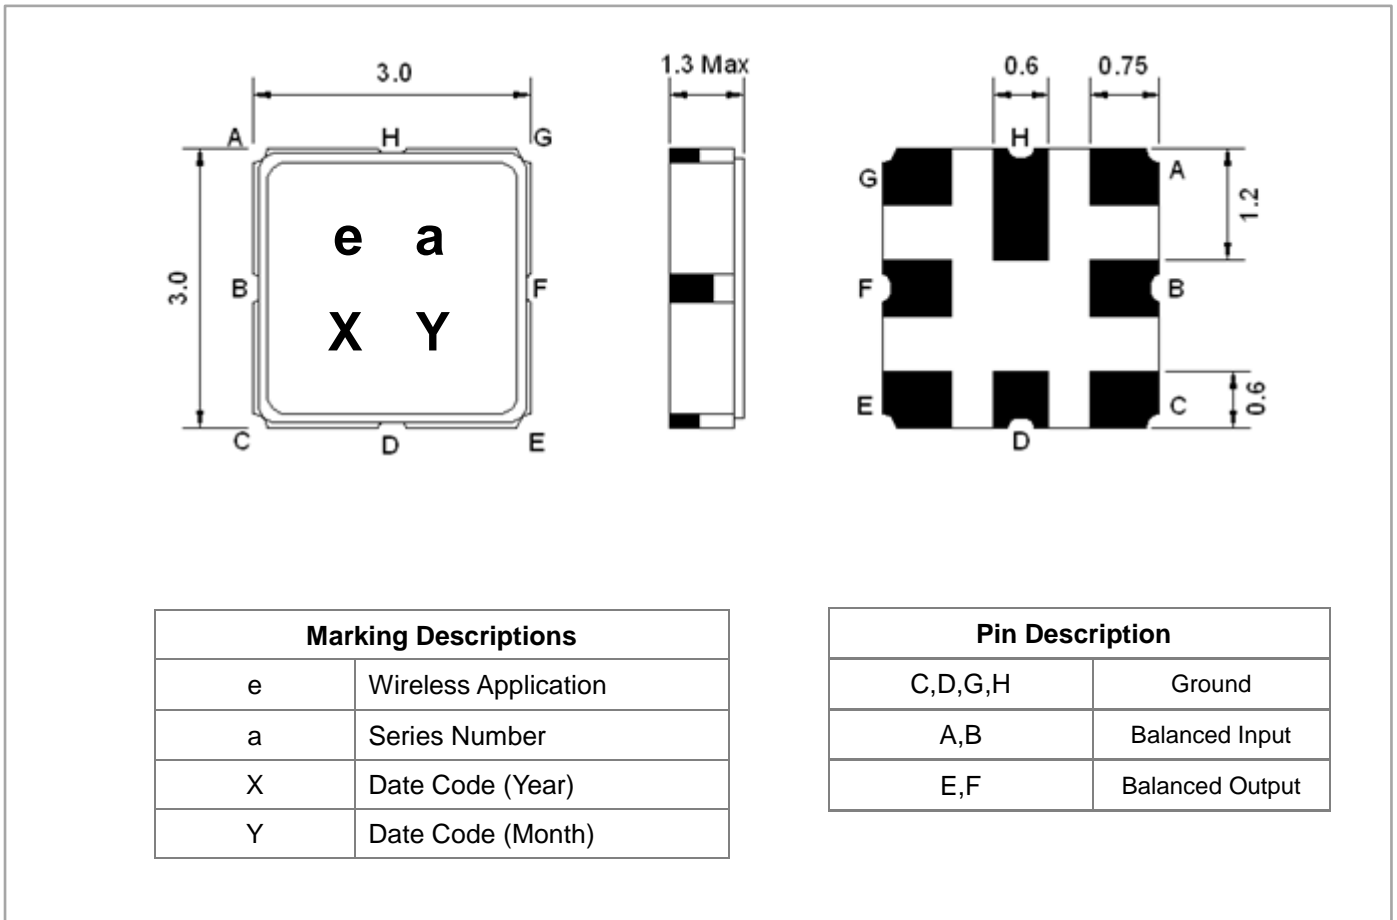 3.0
1.3 Max
0.6 0.75
A H G
H
G A
3.0
e a
1.2
B F
F B
X Y
E C
0.6
C D E
D
Marking Descriptions
e Wireless Application
a Series Number
X Date Code (Year)
Y Date Code (Month)
Pin Description
C,D,G,H Ground
A,B Balanced Input
E,F Balanced Output